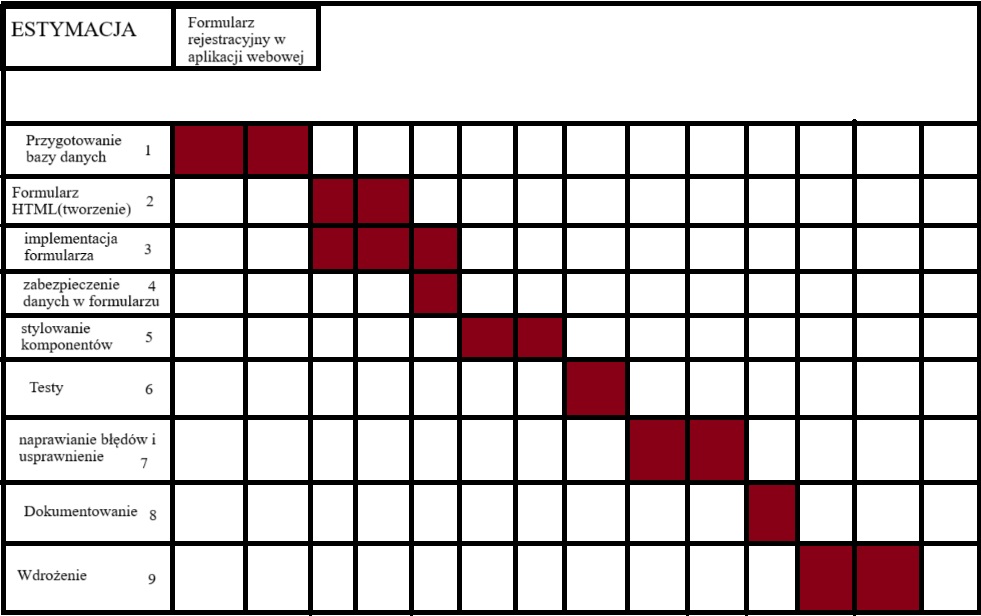 ESTYMACJA
Formularz
rejestracyjny w
aplikacji webowej
Przygotowanie
bazy danych 1
Formularz
HTML(tworzenie) 2
implementacja
formularza 3
zabezpieczenie 4
danych w formularzu
stylowanie
komponentów 5
Testy 6
naprawianie błędów i
usprawnienie 7
Dokumentowanie 8
Wdrożenie 9